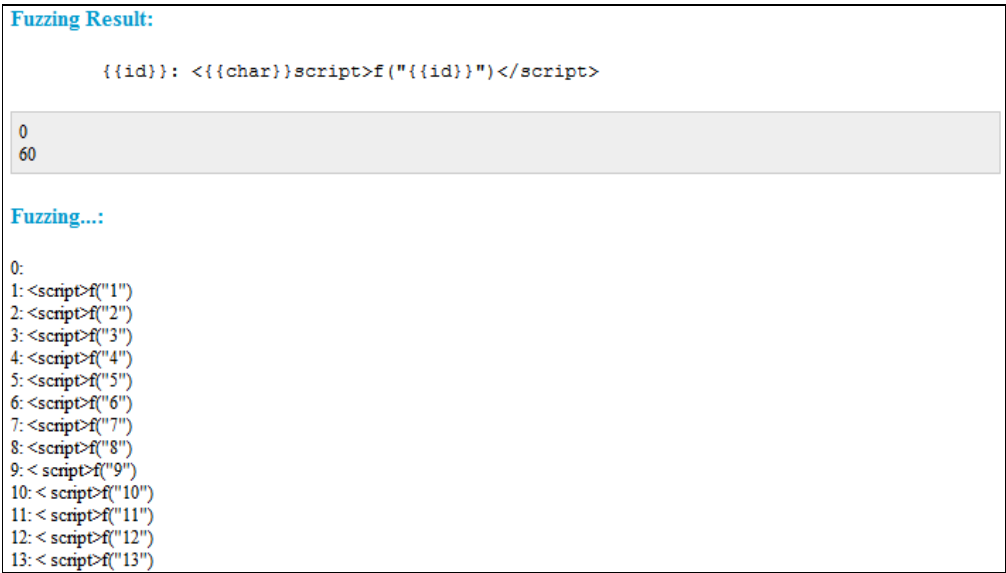 Fuzzing Result:
{{id}}: <{{char}}script>f("{{id}}")</script>
0
60
Fuzzing...:
0:
1: <script>f("1")
2: <script>f("2")
3: <script>f("3")
4: <script>f("4")
5: <script>f("5")
6: <script>f("6")
7: <script>f("7")
8: <script>f("8")
9: < script>f("9")
10: < script>f("10")
11: < script>f("11")
12: < script>f("12")
13: < script>f("13")